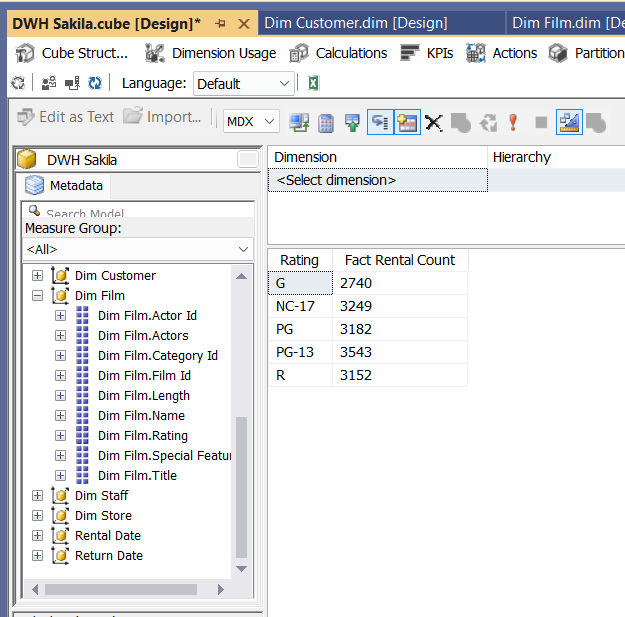 DWH Sakila.cube [Design]* Dim Customer.dim [Design] Dim Film.dim [De
Cube Struct... Dimension Usage Calculations KPIs Actions Partition
Language: Default
Edit as Text Import... MDX
DWH Sakila
Metadata
Search Model
Measure Group:
<All>
Dim Customer
Dim Film
Dim Film.Actor Id
Dim Film.Actors
Dim Film.Category Id
Dim Film.Film Id
Dim Film.Length
Dim Film.Name
Dim Film.Rating
Dim Film.Special Featu
Dim Film.Title
Dim Staff
Dim Store
Rental Date
Return Date
Dimension Hierarchy
<Select dimension>
Rating Fact Rental Count
G 2740
NC-17 3249
PG 3182
PG-13 3543
R 3152